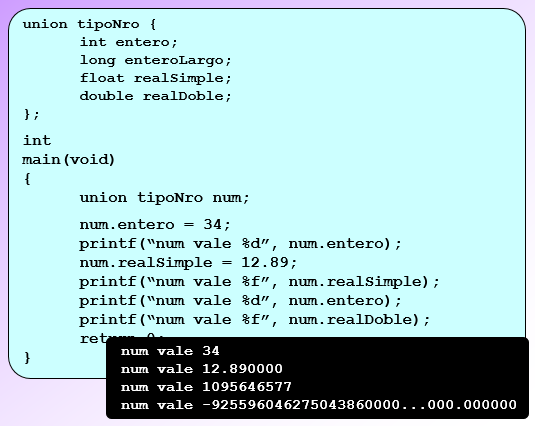 union tipoNro {
int entero;
long enteroLargo;
float realSimple;
double realDoble;
};
int
main(void)
{
union tipoNro num;
num.entero = 34;
printf(“num vale %d”, num.entero);
num.realSimple = 12.89;
printf(“num vale %f”, num.realSimple);
printf(“num vale %d”, num.entero);
printf(“num vale %f”, num.realDoble);
return 0;
}
num vale 34
num vale 12.890000
num vale 1095646577
num vale -925596046275043860000...000.000000